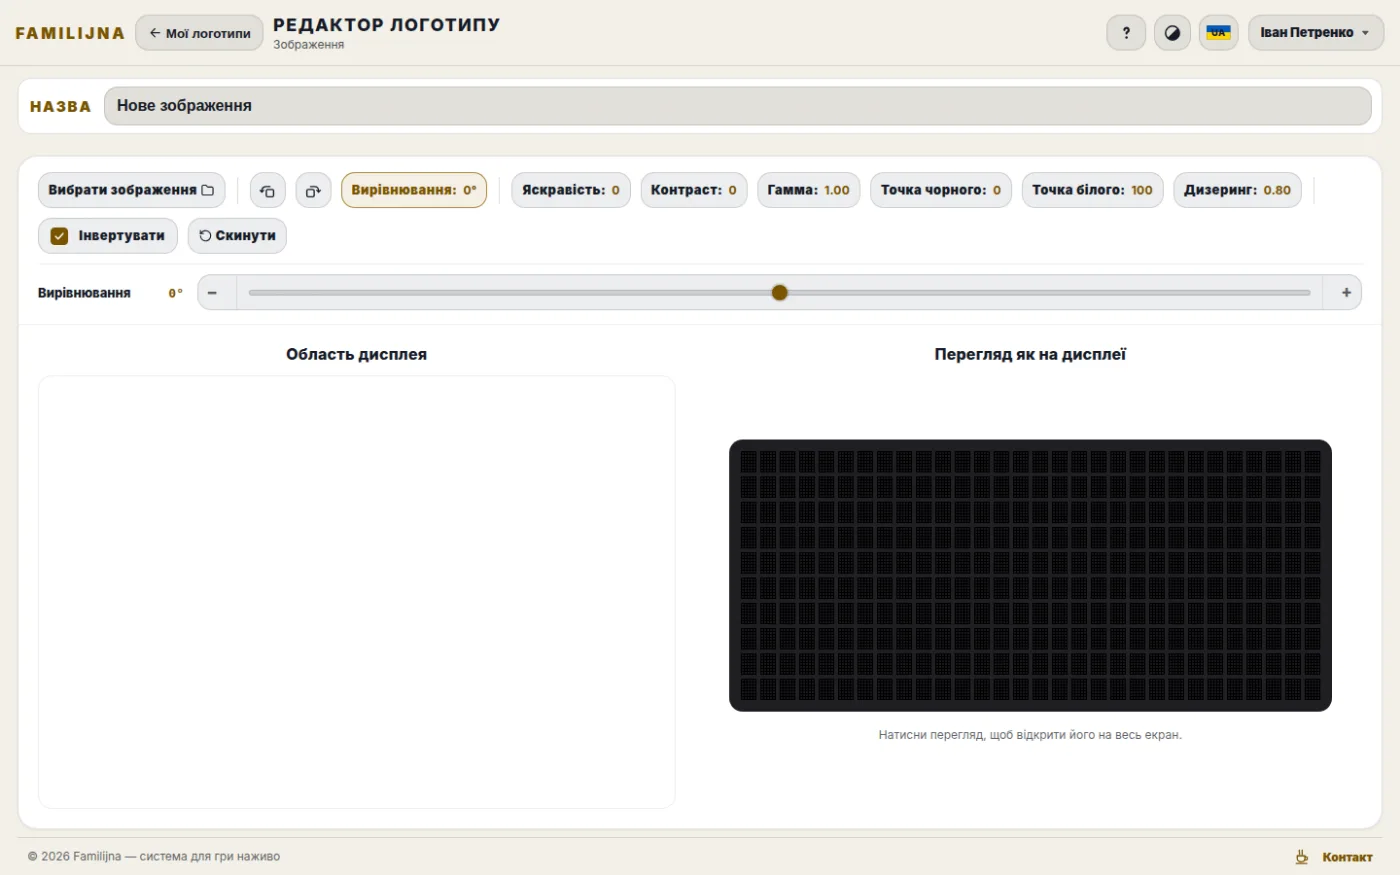 FAMILIJNA
← Мої логотипи
РЕДАКТОР ЛОГОТИПУ
Зображення
?
UA
Іван Петренко
НАЗВА
Нове зображення
Вибрати зображення
Вирівнювання: 0°
Яскравість: 0
Контраст: 0
Гамма: 1.00
Точка чорного: 0
Точка білого: 100
Дизеринг: 0.80
Інвертувати
Скинути
Вирівнювання 0° − +
Область дисплея
Перегляд як на дисплеї
Натисни перегляд, щоб відкрити його на весь екран.
© 2026 Familijna — система для гри наживо
Контакт